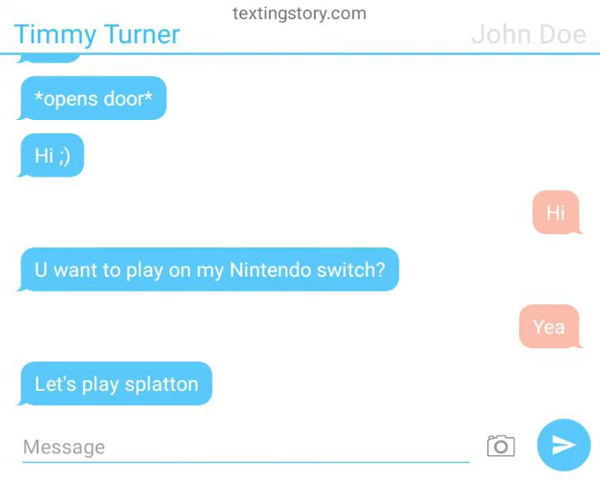 textingstory.com
Timmy Turner
John Doe
*opens door*
Hi ;)
Hi
U want to play on my Nintendo switch?
Yea
Let's play splatton
Message